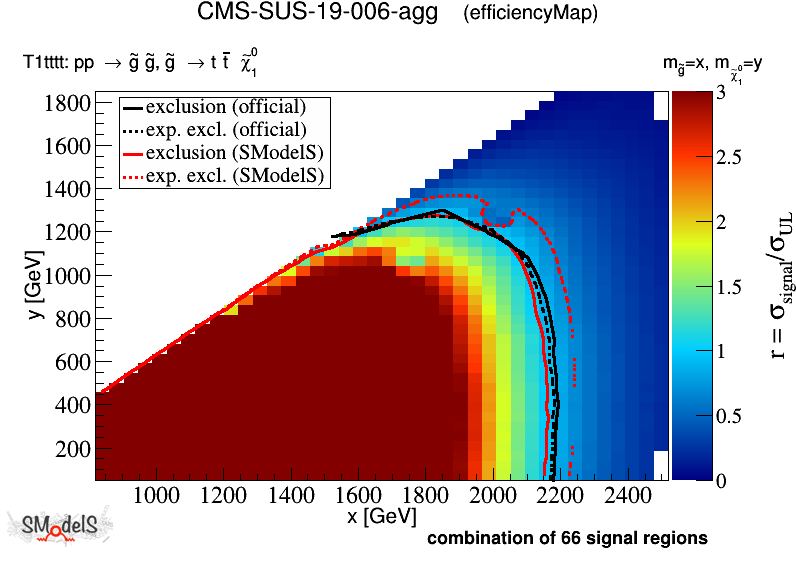 CMS-SUS-19-006-agg (efficiencyMap)
T1tttt: pp → g̃ g̃, g̃ → t t̄ χ̃₁⁰ m_g̃=x, m_χ̃₁⁰=y
exclusion (official)
exp. excl. (official)
exclusion (SModelS)
exp. excl. (SModelS)
1800
1600
1400
1200
1000
800
600
400
200
y [GeV]
1000 1200 1400 1600 1800 2000 2200 2400
x [GeV]
3
2.5
2
1.5
1
0.5
0
r = σ_signal/σ_UL
SModelS
combination of 66 signal regions